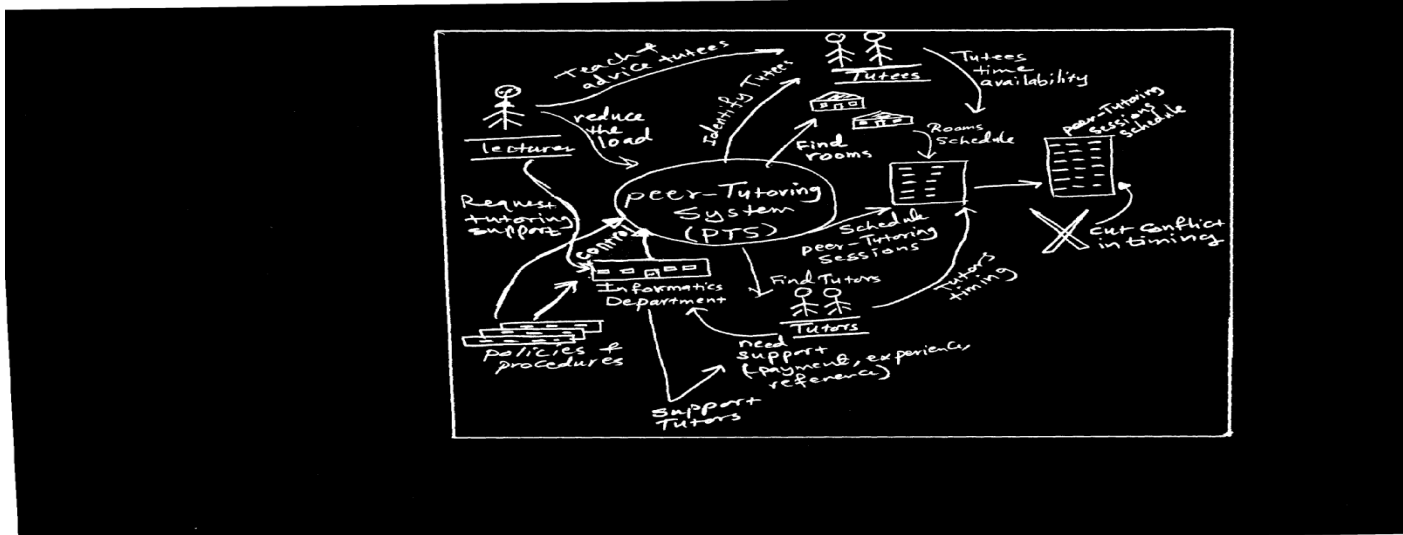 Teach &
advice tutees
Tutees
Tutees
time
availability
lecturer
reduce
the
load
Identify Tutees
Find
rooms
Rooms
Schedule
peer-Tutoring
sessions
schedule
peer-Tutoring
System
(PTS)
Request
tutoring
support
control
Schedule
peer-Tutoring
Sessions
cut conflict
in timing
Informatics
Department
Find Tutors
Tutors
Tutors
timing
policies &
procedures
need
support
(payment, experience,
reference)
Support
Tutors